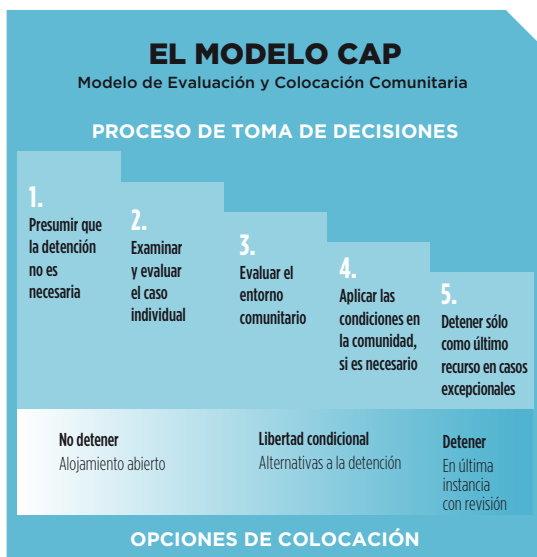 EL MODELO CAP
Modelo de Evaluación y Colocación Comunitaria
PROCESO DE TOMA DE DECISIONES
1.
Presumir que
la detención
no es
necesaria
2.
Examinar
y evaluar
el caso
individual
3.
Evaluar el
entorno
comunitario
4.
Aplicar las
condiciones en
la comunidad,
si es necesario
5.
Detener sólo
como último
recurso en casos
excepcionales
No detener
Alojamiento abierto
Libertad condicional
Alternativas a la detención
Detener
En última
instancia
con revisión
OPCIONES DE COLOCACIÓN